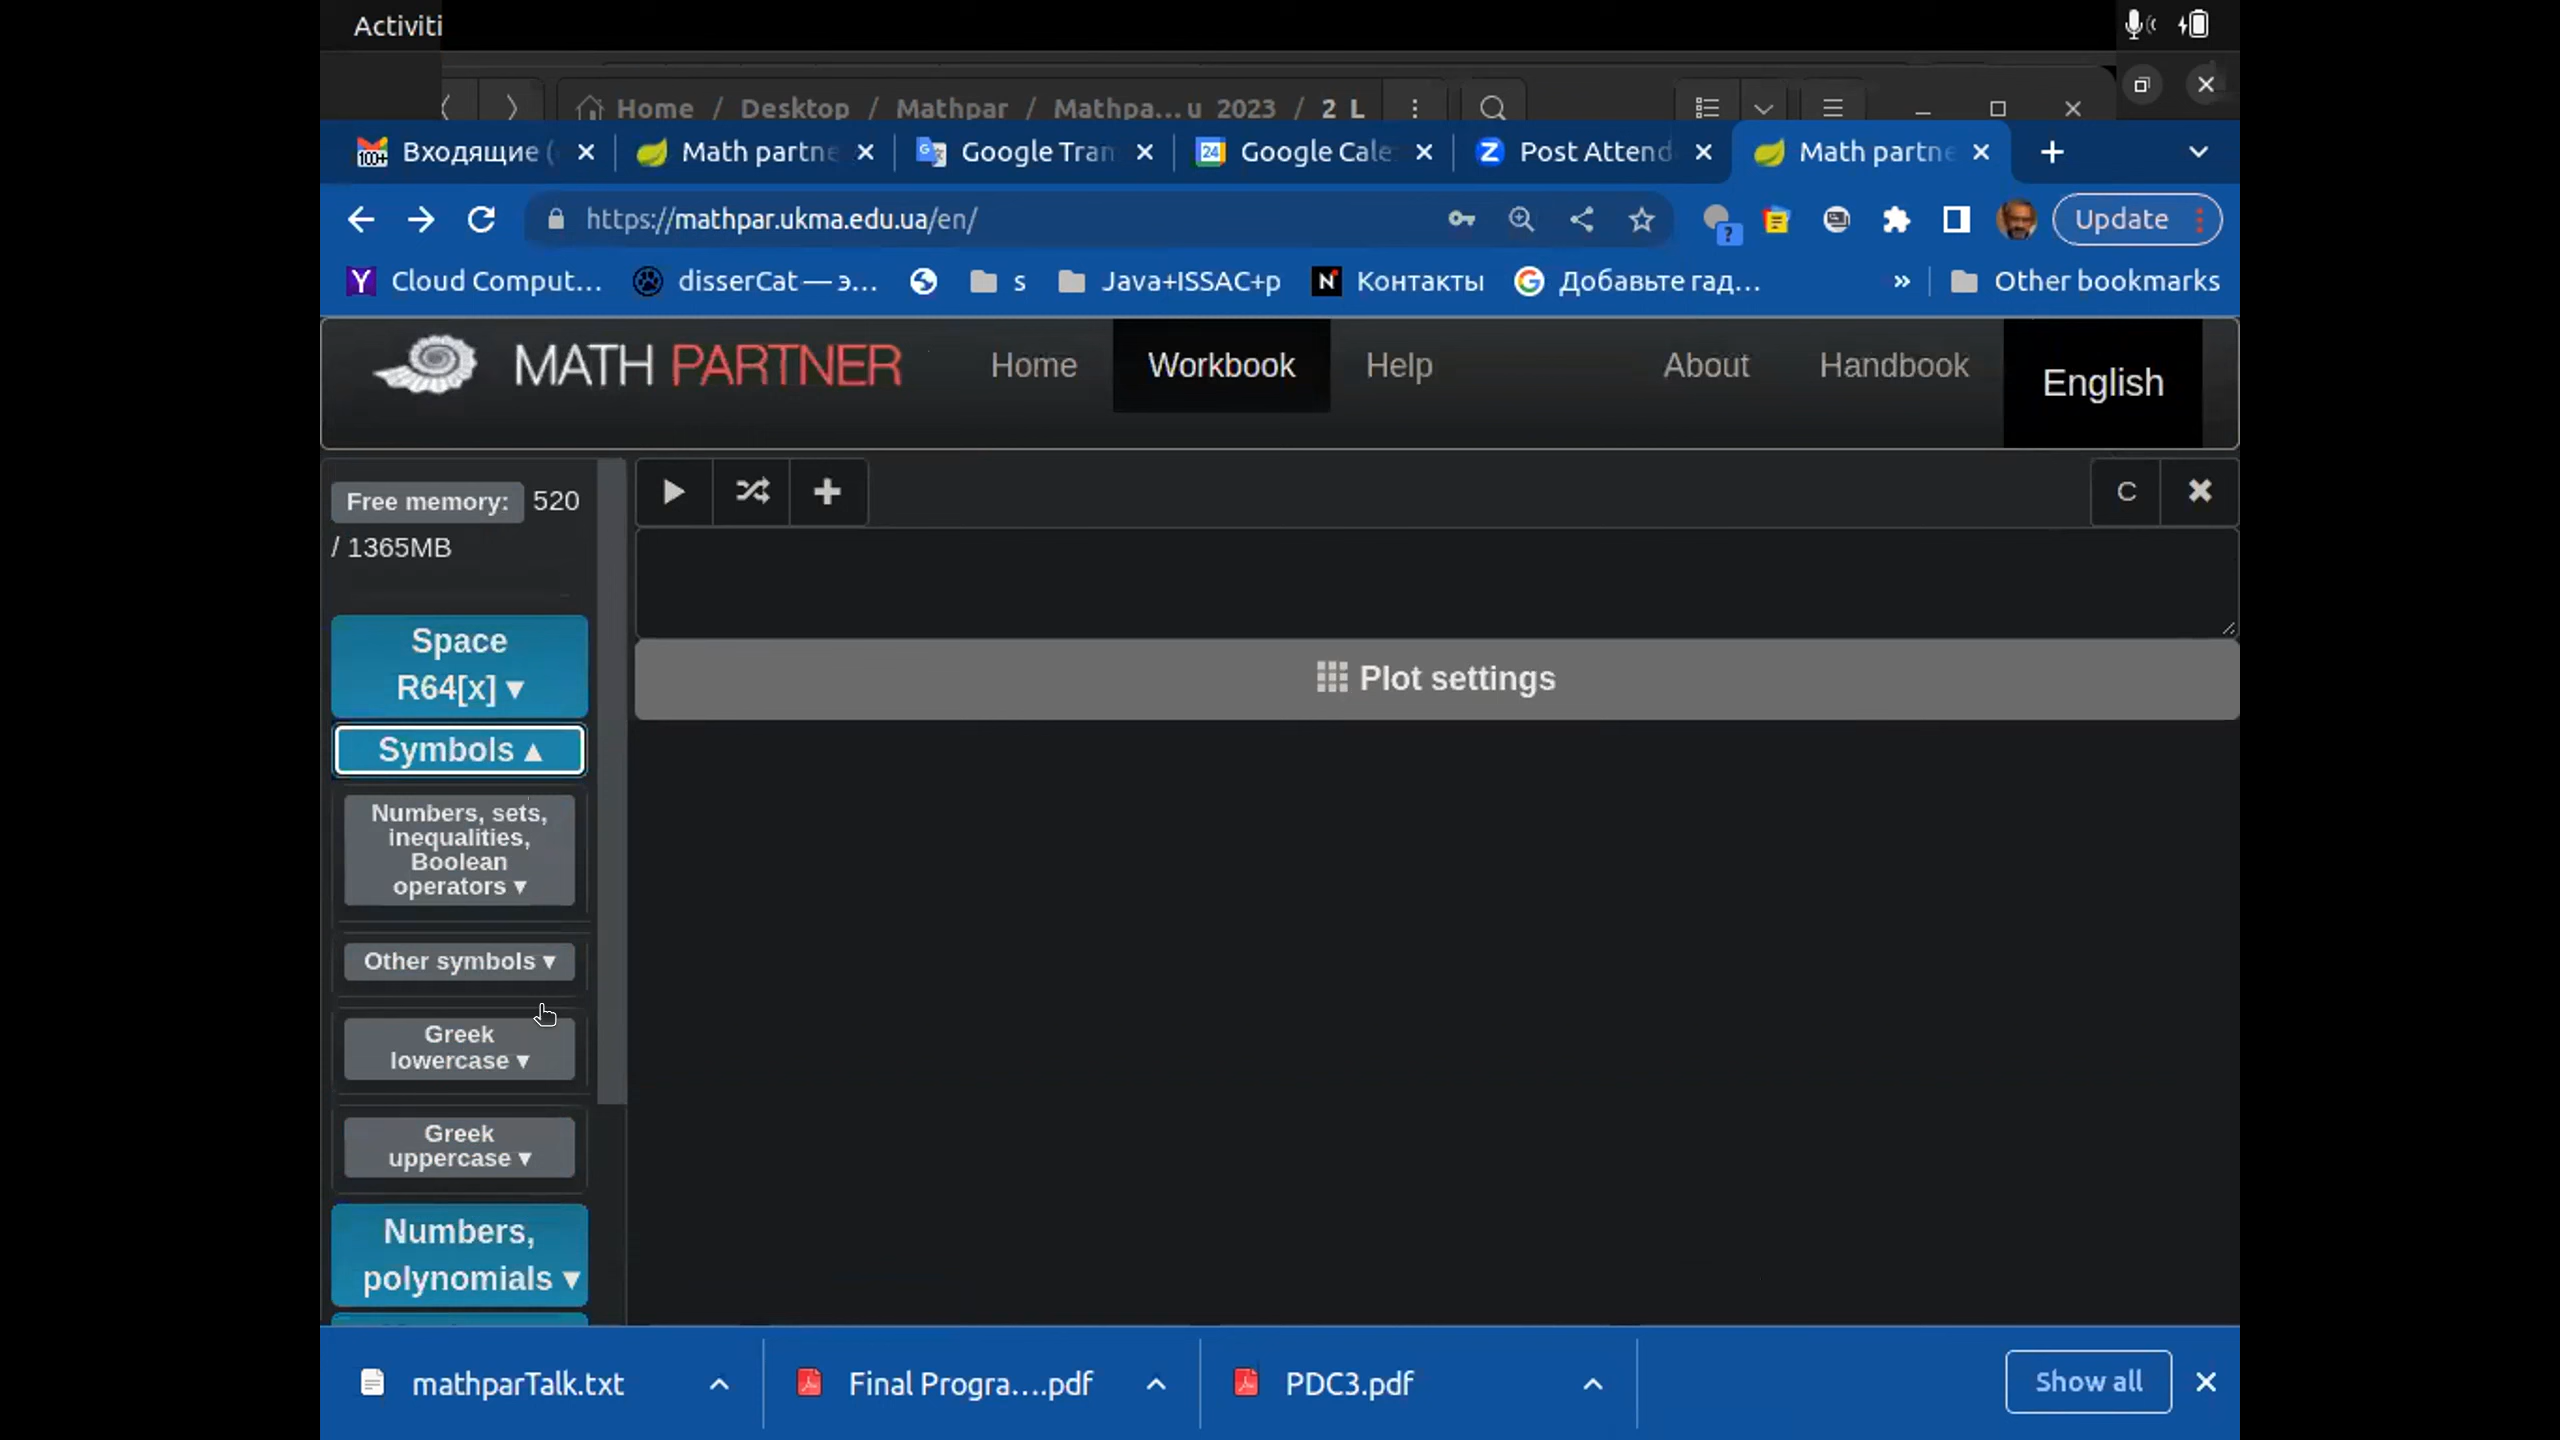 Activiti
Home / Desktop / Mathpar / Mathpa...u 2023 / 2 L
Входящие ( Math partne Google Tran Google Cale Post Attend Math partne
https://mathpar.ukma.edu.ua/en/ Update
Cloud Comput... disserCat — э... s Java+ISSAC+p Контакты Добавьте гад... » Other bookmarks
MATH PARTNER Home Workbook Help About Handbook English
Free memory: 520
/ 1365MB
C
Space
R64[x] ▾
Plot settings
Symbols ▴
Numbers, sets,
inequalities,
Boolean
operators ▾
Other symbols ▾
Greek
lowercase ▾
Greek
uppercase ▾
Numbers,
polynomials ▾
mathparTalk.txt Final Progra....pdf PDC3.pdf Show all